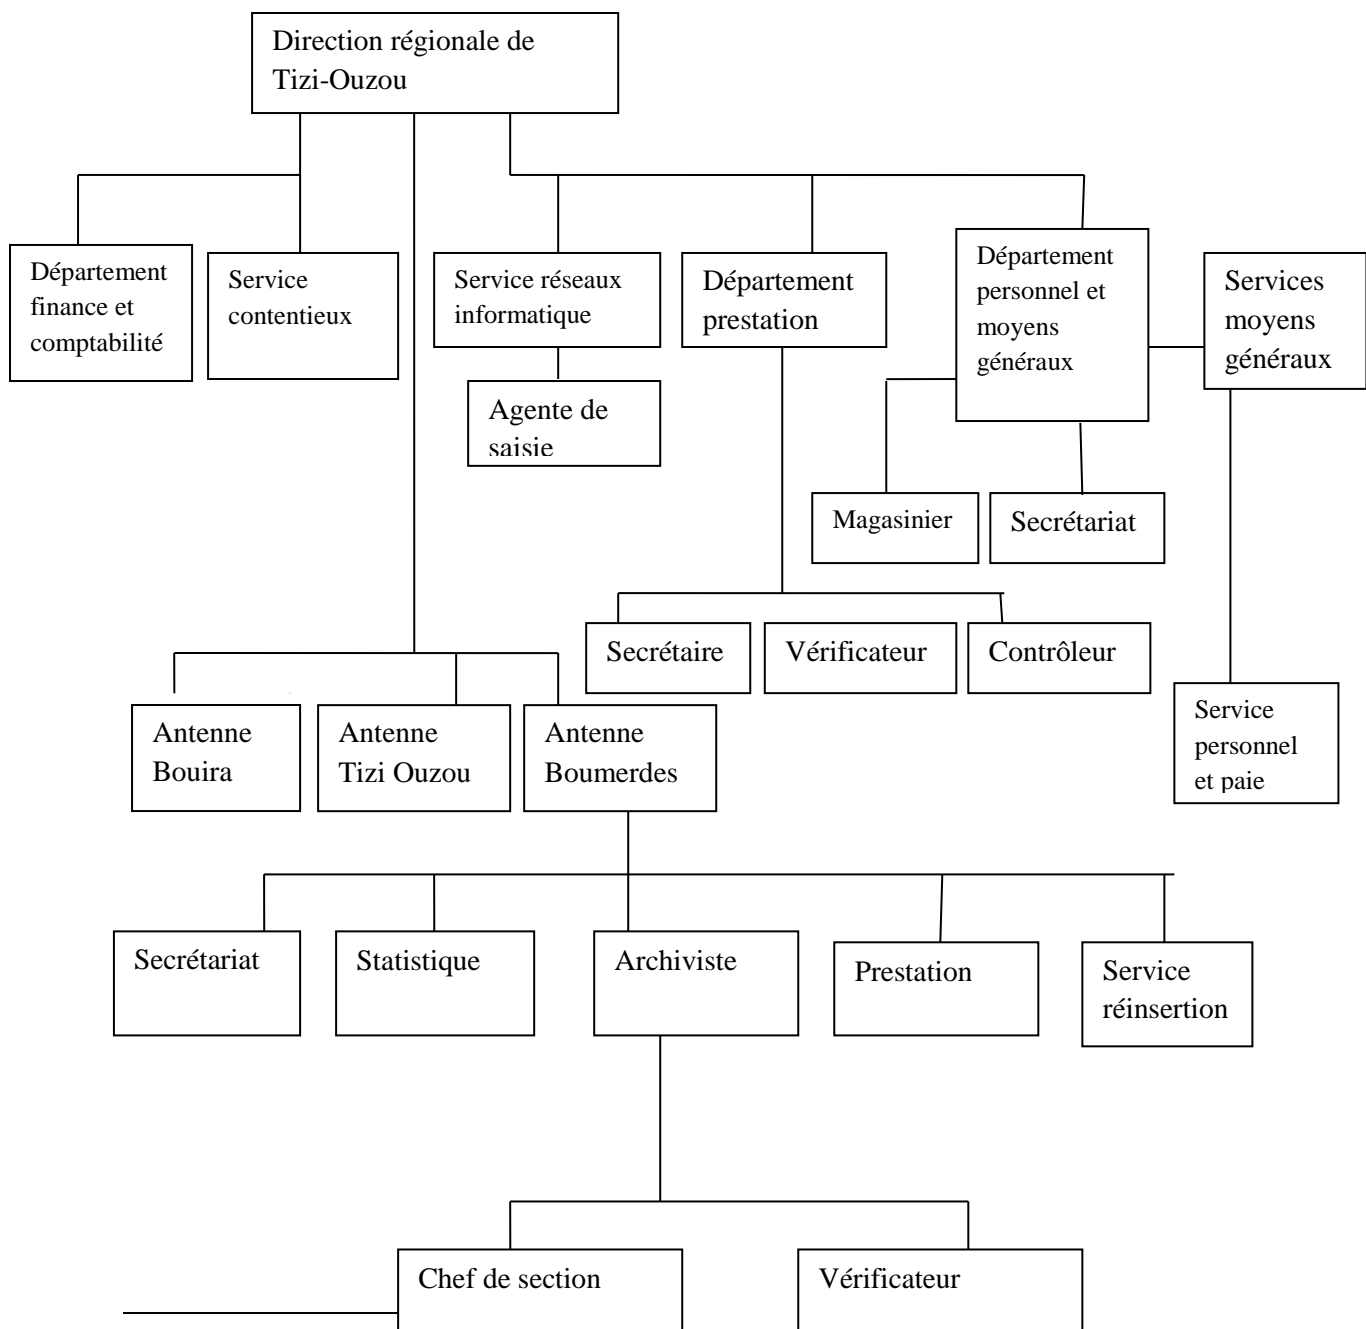 Direction régionale de
Tizi-Ouzou
Département
finance et
comptabilité
Service
contentieux
Service réseaux
informatique
Département
prestation
Département
personnel et
moyens
généraux
Services
moyens
généraux
Agente de
saisie
Magasinier
Secrétariat
Secrétaire
Vérificateur
Contrôleur
Antenne
Bouira
Antenne
Tizi Ouzou
Antenne
Boumerdes
Service
personnel
et paie
Secrétariat
Statistique
Archiviste
Prestation
Service
réinsertion
Chef de section
Vérificateur